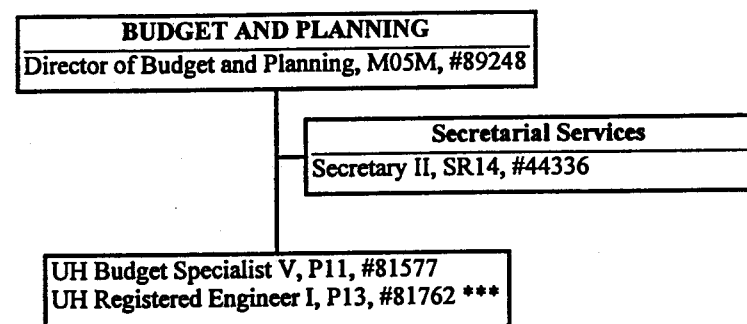 BUDGET AND PLANNING
Director of Budget and Planning, M05M, #89248
Secretarial Services
Secretary II, SR14, #44336
UH Budget Specialist V, P11, #81577
UH Registered Engineer I, P13, #81762 ***